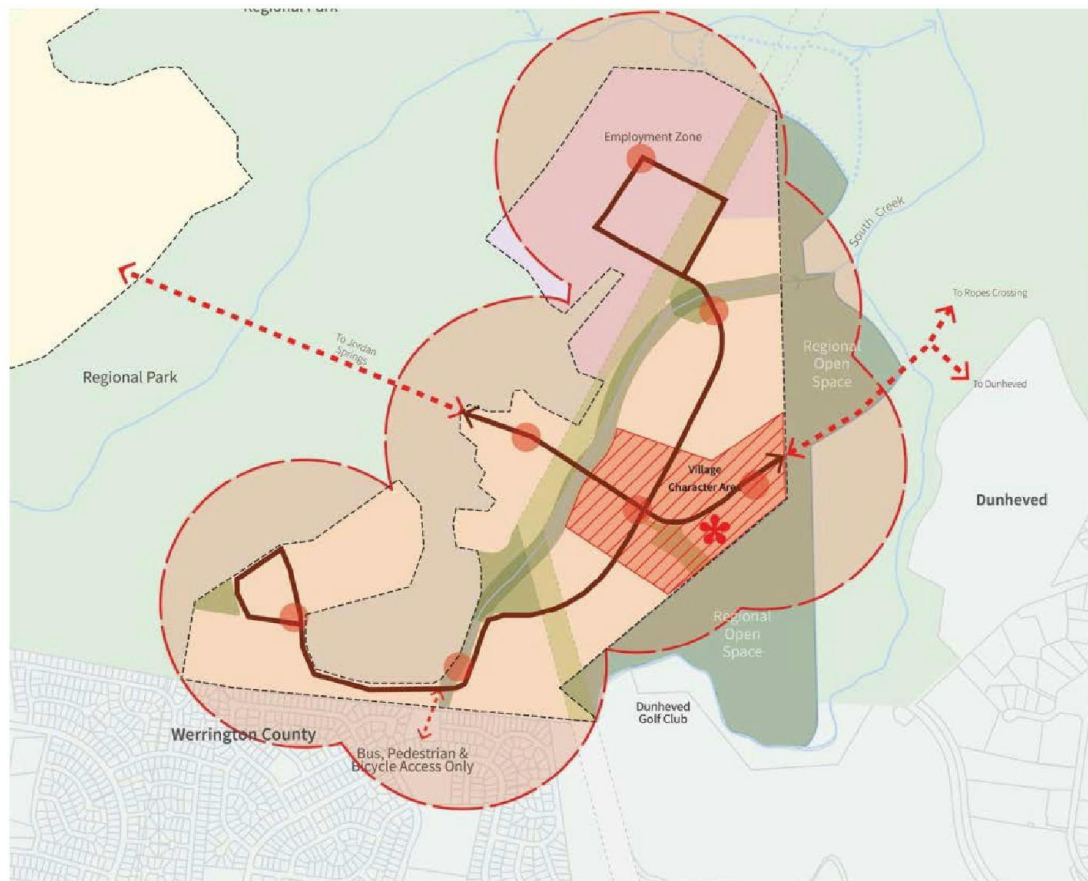 Regional Park
Employment Zone
South Creek
To Ropes Crossing
To Jordan
Springs
Regional
Open
Space
Regional Park
To Dunheved
Village
Character Area
Dunheved
Regional
Open
Space
Dunheved
Golf Club
Werrington County
Bus, Pedestrian &
Bicycle Access Only